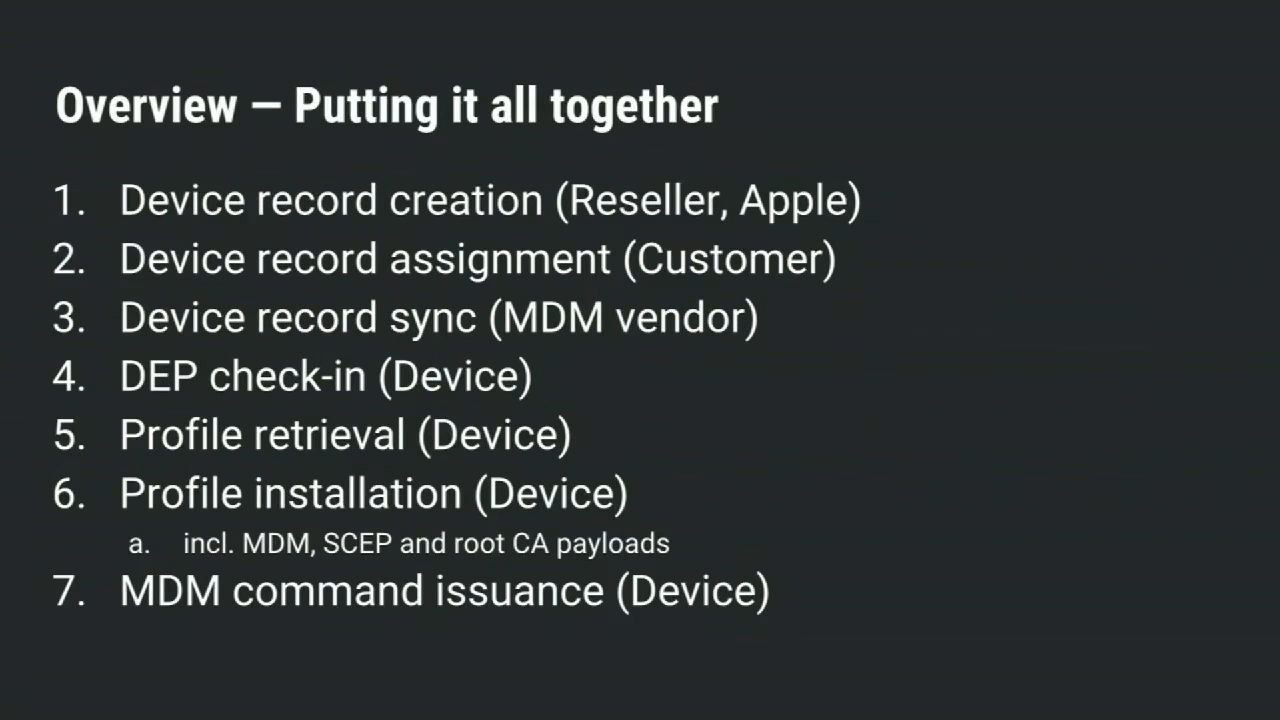 Overview — Putting it all together
1. Device record creation (Reseller, Apple)
2. Device record assignment (Customer)
3. Device record sync (MDM vendor)
4. DEP check-in (Device)
5. Profile retrieval (Device)
6. Profile installation (Device)
a. incl. MDM, SCEP and root CA payloads
7. MDM command issuance (Device)